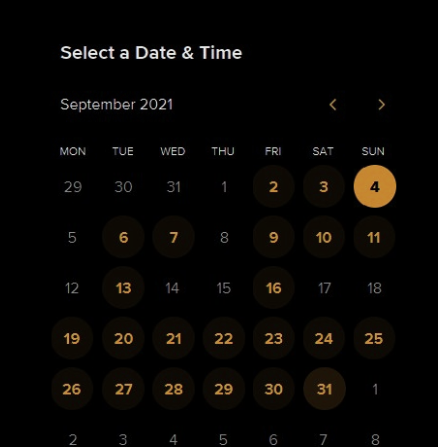 Select a Date & Time
September 2021
MON TUE WED THU FRI SAT SUN
29 30 31 1 2 3 4
5 6 7 8 9 10 11
12 13 14 15 16 17 18
19 20 21 22 23 24 25
26 27 28 29 30 31 1
2 3 4 5 6 7 8